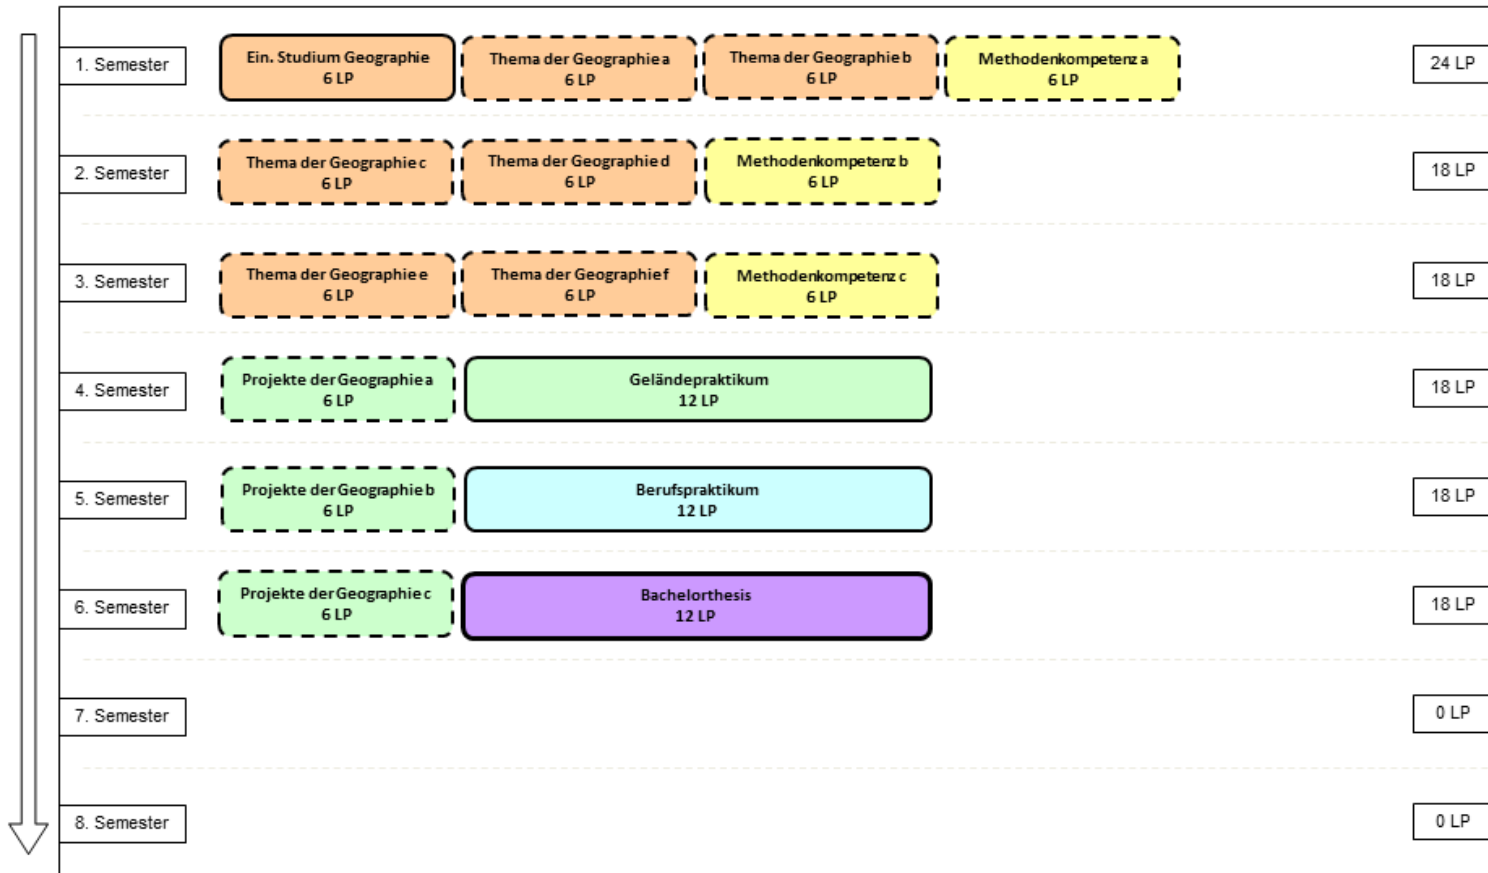 1. Semester
Ein. Studium Geographie
6 LP
Thema der Geographie a
6 LP
Thema der Geographie b
6 LP
Methodenkompetenz a
6 LP
24 LP
2. Semester
Thema der Geographie c
6 LP
Thema der Geographie d
6 LP
Methodenkompetenz b
6 LP
18 LP
3. Semester
Thema der Geographie e
6 LP
Thema der Geographie f
6 LP
Methodenkompetenz c
6 LP
18 LP
4. Semester
Projekte der Geographie a
6 LP
Geländepraktikum
12 LP
18 LP
5. Semester
Projekte der Geographie b
6 LP
Berufspraktikum
12 LP
18 LP
6. Semester
Projekte der Geographie c
6 LP
Bachelorthesis
12 LP
18 LP
7. Semester
0 LP
8. Semester
0 LP